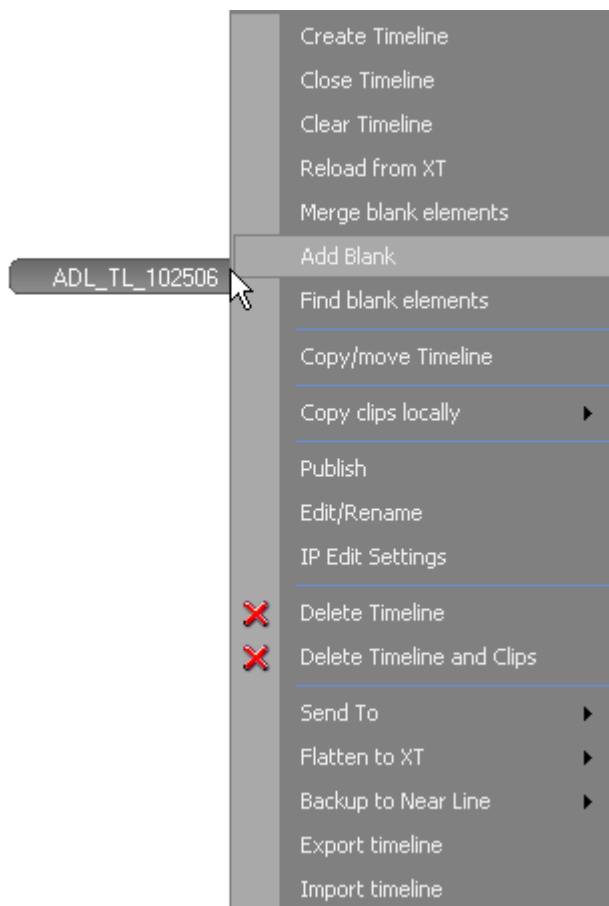 Create Timeline
Close Timeline
Clear Timeline
Reload from XT
Merge blank elements
Add Blank
ADL_TL_102506
Find blank elements
Copy/move Timeline
Copy clips locally
Publish
Edit/Rename
IP Edit Settings
Delete Timeline
Delete Timeline and Clips
Send To
Flatten to XT
Backup to Near Line
Export timeline
Import timeline